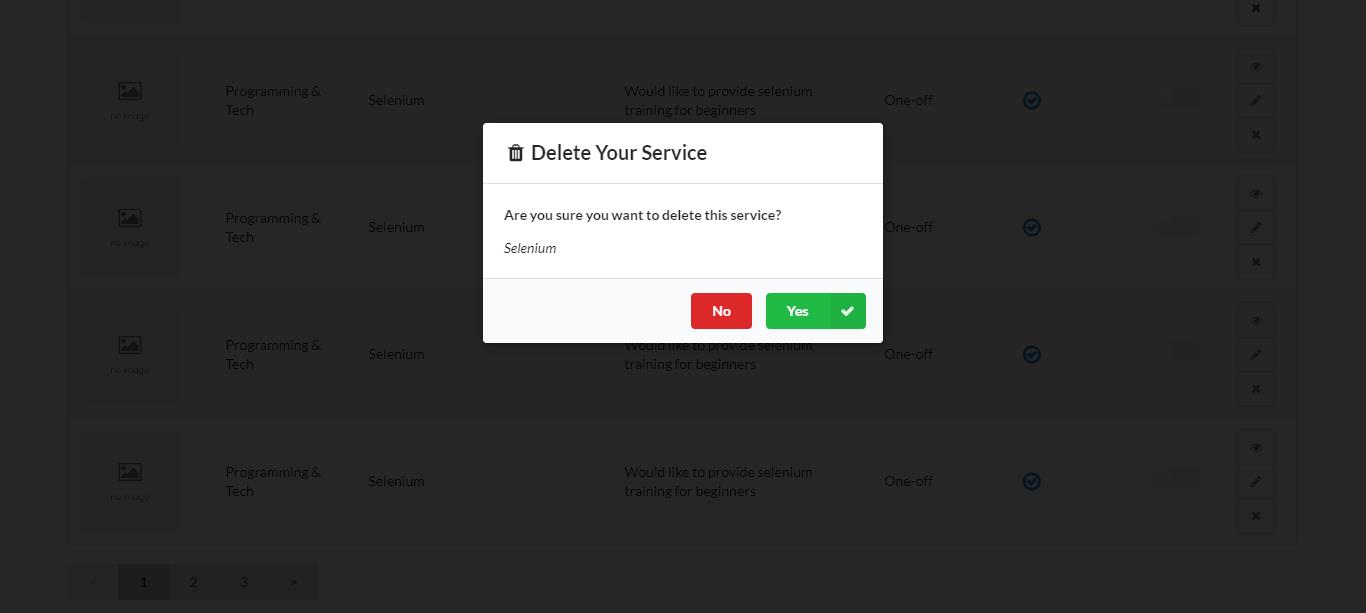 Programming &
Tech
Selenium
Would like to provide selenium
training for beginners
One-off
no image
Delete Your Service
Are you sure you want to delete this service?
Selenium
No
Yes
Programming &
Tech
Selenium
One-off
no image
Programming &
Tech
Selenium
Would like to provide selenium
training for beginners
One-off
no image
Programming &
Tech
Selenium
Would like to provide selenium
training for beginners
One-off
no image
< 1 2 3 >